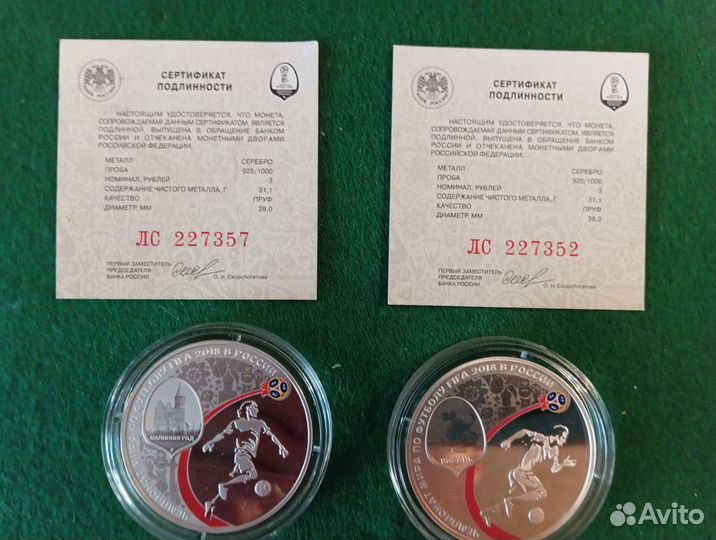 СЕРТИФИКАТ
ПОДЛИННОСТИ
НАСТОЯЩИМ УДОСТОВЕРЯЕТСЯ, ЧТО МОНЕТА,
СОПРОВОЖДАЕМАЯ ДАННЫМ СЕРТИФИКАТОМ, ЯВЛЯЕТСЯ
ПОДЛИННОЙ, ВЫПУЩЕНА В ОБРАЩЕНИЕ БАНКОМ
РОССИИ И ОТЧЕКАНЕНА МОНЕТНЫМИ ДВОРАМИ
РОССИЙСКОЙ ФЕДЕРАЦИИ.
МЕТАЛЛ СЕРЕБРО
ПРОБА 925/1000
НОМИНАЛ, РУБЛЕЙ 3
СОДЕРЖАНИЕ ЧИСТОГО МЕТАЛЛА, Г 31,1
КАЧЕСТВО ПРУФ
ДИАМЕТР, ММ 39,0
ЛС 227357
ПЕРВЫЙ ЗАМЕСТИТЕЛЬ
ПРЕДСЕДАТЕЛЯ
БАНКА РОССИИ О. Н. Скоробогатова
СЕРТИФИКАТ
ПОДЛИННОСТИ
НАСТОЯЩИМ УДОСТОВЕРЯЕТСЯ, ЧТО МОНЕТА,
СОПРОВОЖДАЕМАЯ ДАННЫМ СЕРТИФИКАТОМ, ЯВЛЯЕТСЯ
ПОДЛИННОЙ, ВЫПУЩЕНА В ОБРАЩЕНИЕ БАНКОМ
РОССИИ И ОТЧЕКАНЕНА МОНЕТНЫМИ ДВОРАМИ
РОССИЙСКОЙ ФЕДЕРАЦИИ.
МЕТАЛЛ СЕРЕБРО
ПРОБА 925/1000
НОМИНАЛ, РУБЛЕЙ 3
СОДЕРЖАНИЕ ЧИСТОГО МЕТАЛЛА, Г 31,1
КАЧЕСТВО ПРУФ
ДИАМЕТР, ММ 39,0
ЛС 227352
ПЕРВЫЙ ЗАМЕСТИТЕЛЬ
ПРЕДСЕДАТЕЛЯ
БАНКА РОССИИ О. Н. Скоробогатова
ЧЕМПИОНАТ МИРА ПО ФУТБОЛУ FIFA 2018 В РОССИИ
КАЛИНИНГРАД
ЧЕМПИОНАТ МИРА ПО ФУТБОЛУ FIFA 2018 В РОССИИ
КАЗАНЬ
Avito